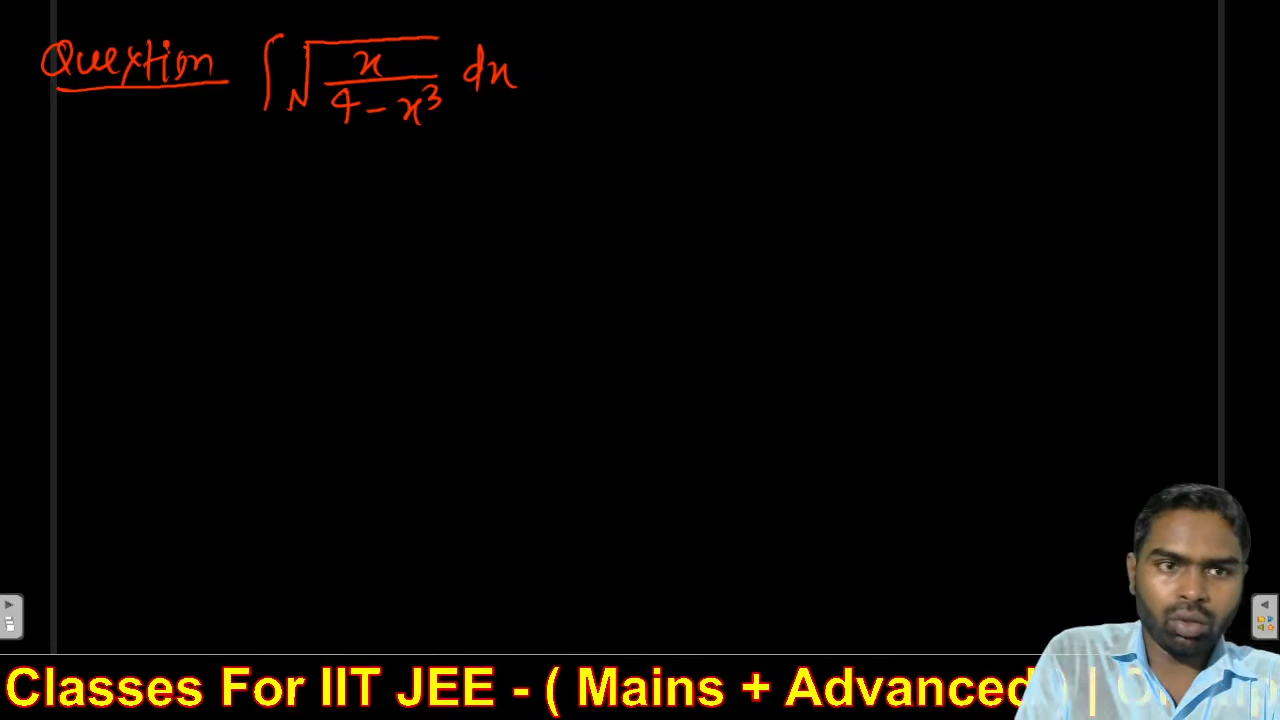 Question ∫ √(x/(4-x³)) dx
Classes For IIT JEE - ( Mains + Advanced